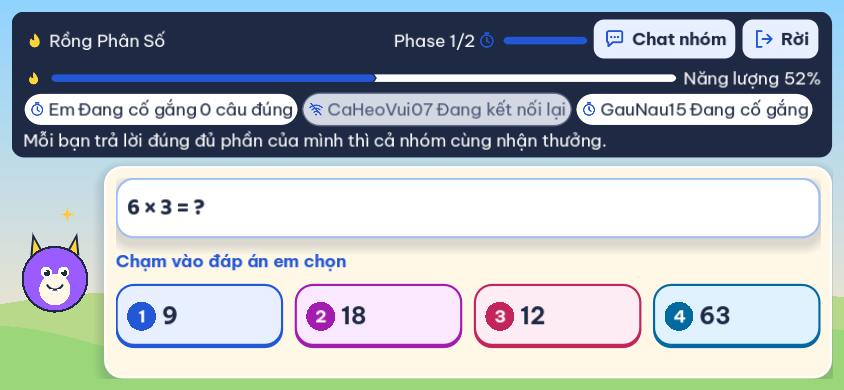 Rồng Phân Số
Phase 1/2
Chat nhóm
Rời
Năng lượng 52%
Em Đang cố gắng 0 câu đúng
CaHeoVui07 Đang kết nối lại
GauNau15 Đang cố gắng
Mỗi bạn trả lời đúng đủ phần của mình thì cả nhóm cùng nhận thưởng.
6 × 3 = ?
Chạm vào đáp án em chọn
1 9
2 18
3 12
4 63